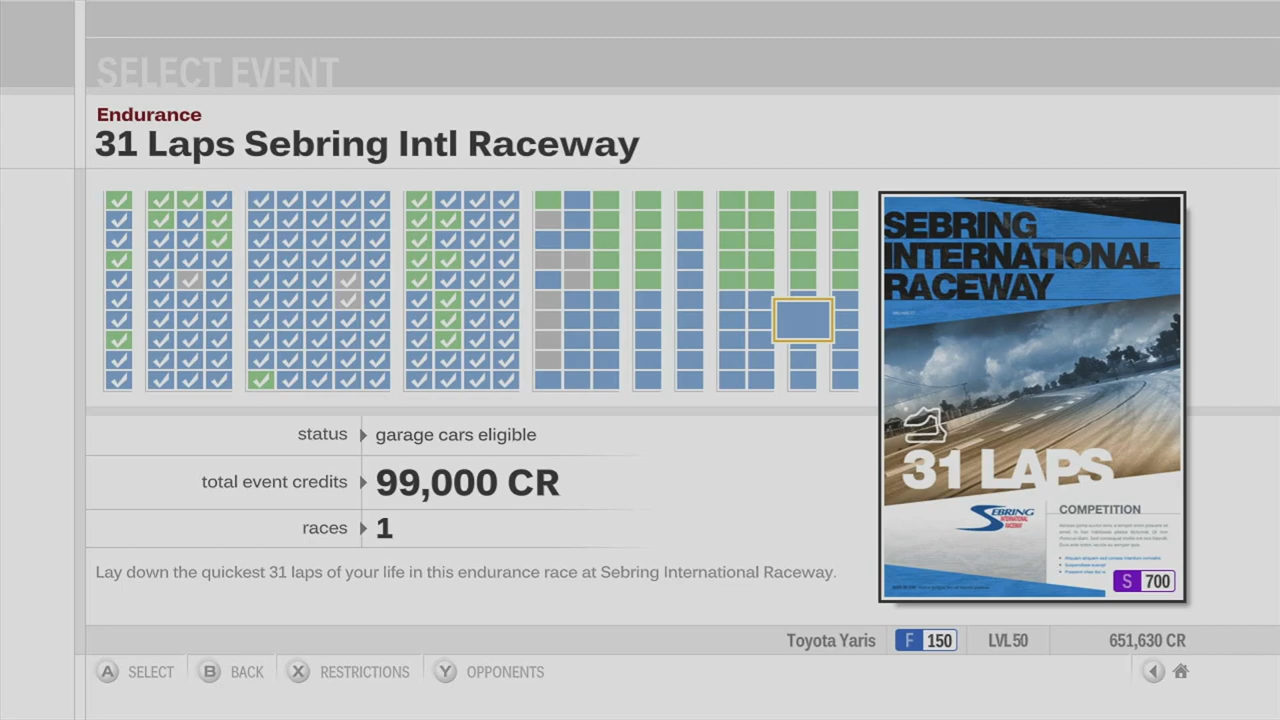 SELECT EVENT
Endurance
31 Laps Sebring Intl Raceway
SEBRING
INTERNATIONAL
RACEWAY
31 LAPS
SEBRING
INTERNATIONAL
RACEWAY
COMPETITION
S 700
status garage cars eligible
total event credits 99,000 CR
races 1
Lay down the quickest 31 laps of your life in this endurance race at Sebring International Raceway.
Toyota Yaris F 150 LVL50 651,630 CR
A SELECT B BACK X RESTRICTIONS Y OPPONENTS